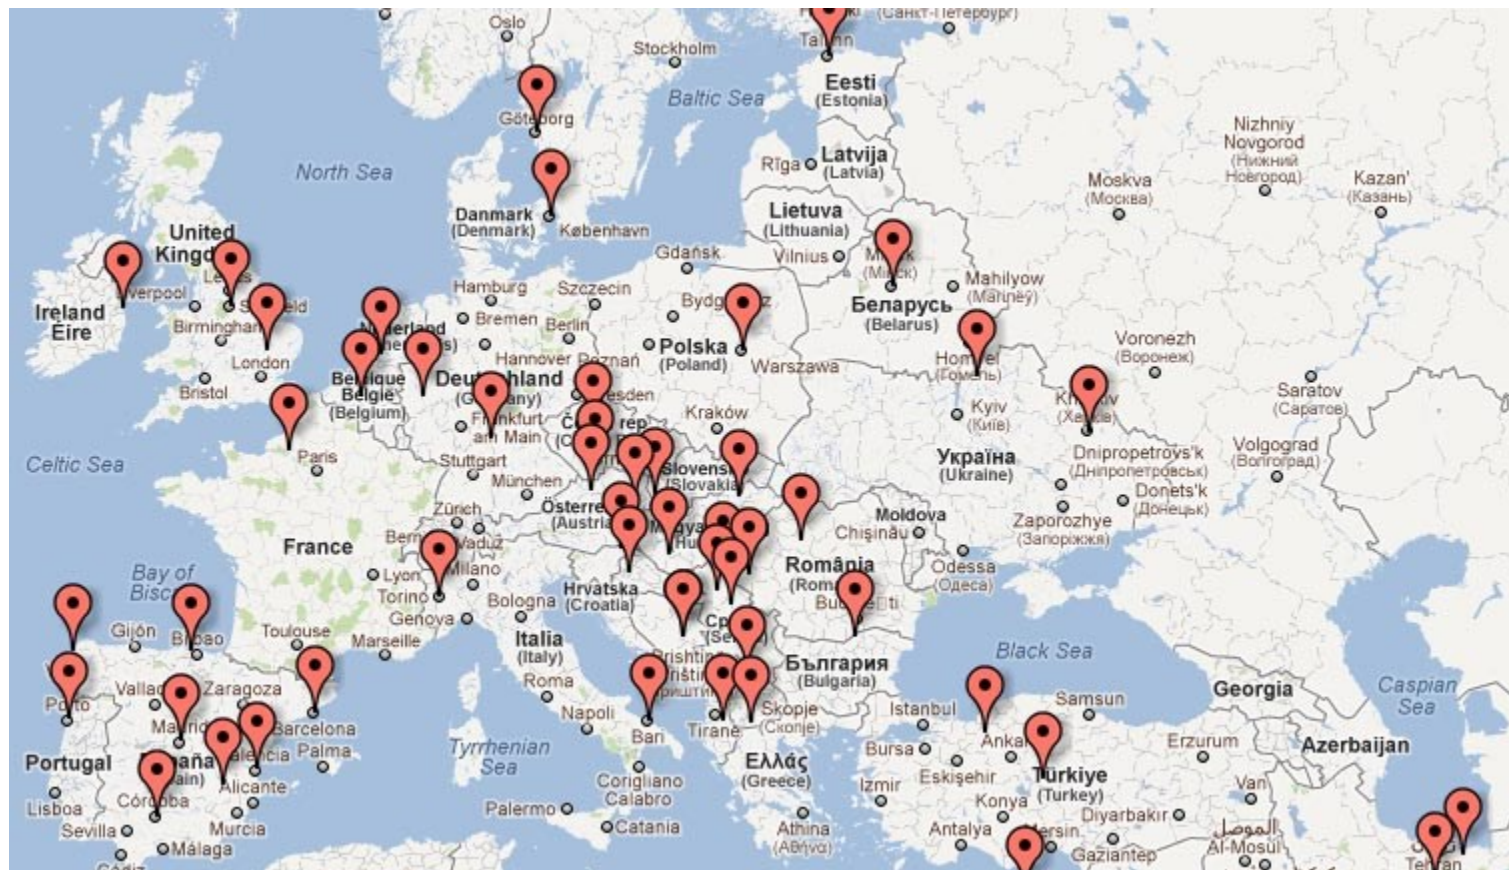 Oslo
(Санкт-Петербург)
Stockholm
Eesti
(Estonia)
Baltic Sea
Nizhniy
Novgorod
(Нижний
Новгород)
Rīga
Latvija
(Latvia)
North Sea
Moskva
(Москва)
Kazan'
(Казань)
Danmark
(Denmark)
København
Lietuva
(Lithuania)
United
Vilnius
Gdańsk
Mahilyow
Беларусь
(Belarus)
Hamburg
Szczecin
Ireland
Éire
Birmingham
Bremen
Berlin
Voronezh
(Воронеж)
London
Hannover
Poznań
Polska
(Poland)
Warszawa
Bristol
België
(Belgium)
Saratov
(Саратов)
Kraków
Kyiv
(Київ)
Frankfurt
am Main
Celtic Sea
Paris
Stuttgart
München
Україна
(Ukraine)
Dnipropetrovs'k
(Дніпропетровськ)
Volgograd
(Волгоград)
Donets'k
(Донецьк)
Zürich
Moldova
Chişinău
Zaporozhye
(Запоріжжя)
France
Vaduz
România
Odessa
(Одеса)
Bay of
Lyon
Milano
Torino
Hrvatska
(Croatia)
Bologna
Genova
Gijón
Bilbao
Toulouse
Marseille
Italia
(Italy)
Black Sea
България
(Bulgaria)
Roma
Zaragoza
Georgia
Caspian
Sea
Porto
Napoli
Skopje
(Скопје)
Istanbul
Samsun
Barcelona
Bari
Tiranë
Palma
Tyrrhenian
Sea
Bursa
Erzurum
Azerbaijan
Portugal
Ελλάς
(Greece)
Eskişehir
Türkiye
(Turkey)
Van
Alicante
Corigliano
Calabro
Izmir
Lisboa
Córdoba
Palermo
Konya
Diyarbakir
Sevilla
Murcia
Catania
Athina
(Αθήνα)
Antalya
Mersin
الموصل
Al-Mosul
Málaga
Gaziantep
Tehran